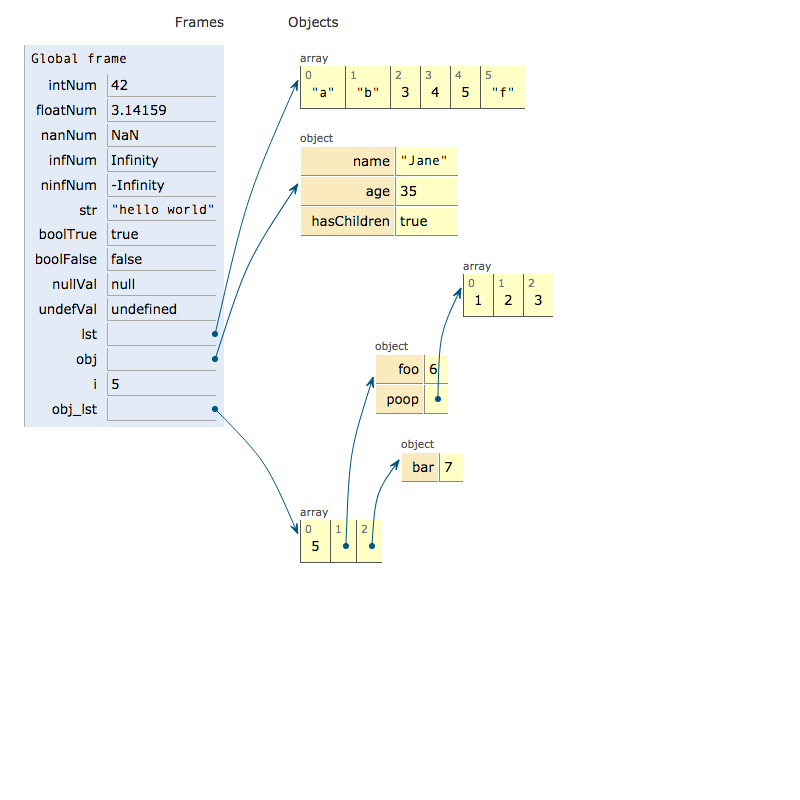 Frames Objects
Global frame
intNum 42
floatNum 3.14159
nanNum NaN
infNum Infinity
ninfNum -Infinity
str "hello world"
boolTrue true
boolFalse false
nullVal null
undefVal undefined
lst
obj
i 5
obj_lst
array
0 1 2 3 4 5
"a" "b" 3 4 5 "f"
object
name "Jane"
age 35
hasChildren true
array
0 1 2
1 2 3
object
foo 6
poop
object
bar 7
array
0 1 2
5